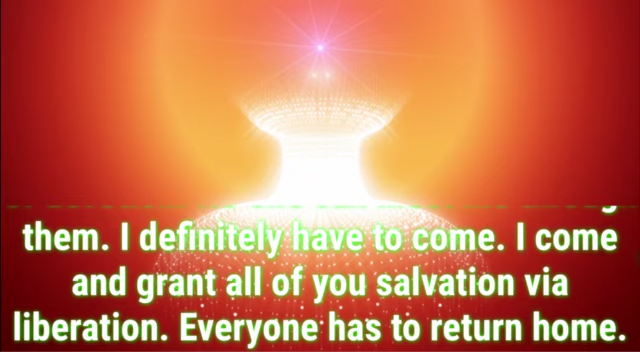 them. I definitely have to come. I come
and grant all of you salvation via
liberation. Everyone has to return home.